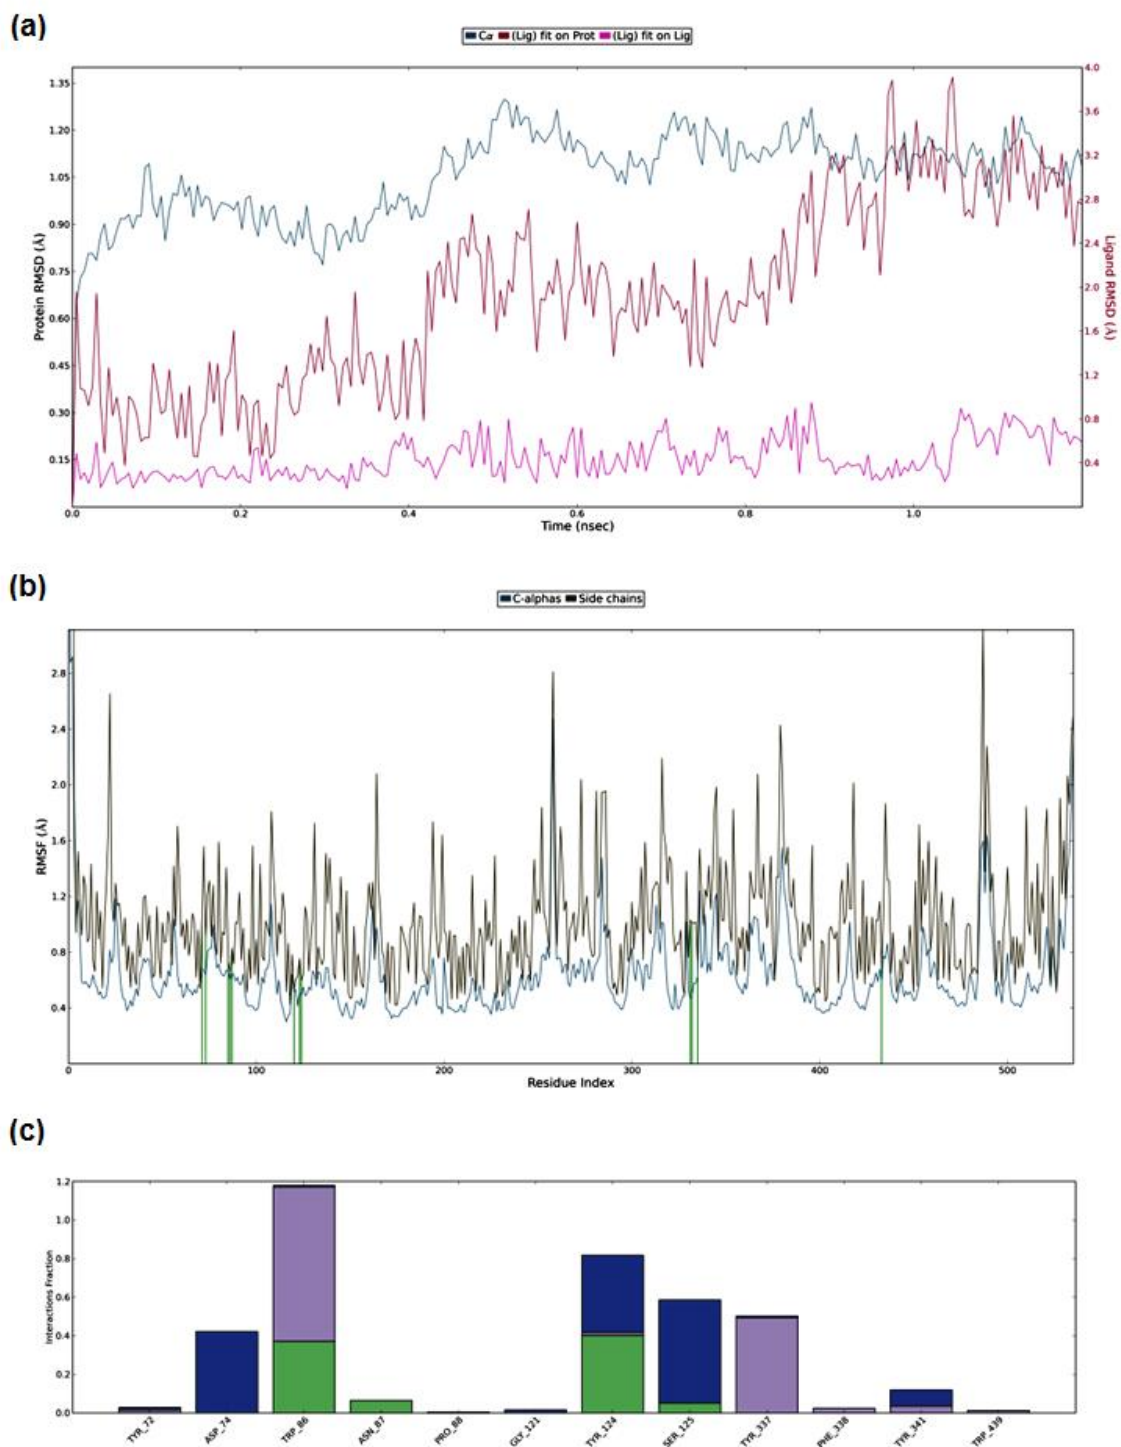 (a)
Cα (Lig) fit on Prot (Lig) fit on Lig
4.0
1.35
3.6
1.20
3.2
1.05
2.8
0.90
2.4
0.75
2.0
0.60
1.6
0.45
1.2
0.30
0.8
0.15
0.4
Protein RMSD (Å)
Ligand RMSD (Å)
0.0 0.2 0.4 0.6 0.8 1.0
Time (nsec)
(b)
C-alphas Side chains
2.8
2.4
2.0
1.6
1.2
0.8
0.4
RMSF (Å)
0 100 200 300 400 500
Residue Index
(c)
1.2
1.0
0.8
0.6
0.4
0.2
0.0
Interactions Fraction
TYR_72 ASP_74 TRP_86 ASN_87 PRO_88 GLY_121 TYR_124 SER_125 TYR_337 PHE_338 TYR_341 TRP_439